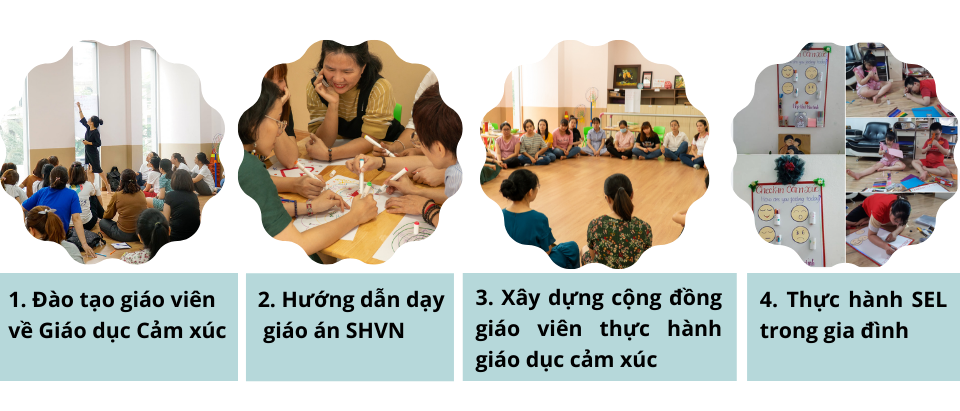 1. Đào tạo giáo viên
về Giáo dục Cảm xúc
2. Hướng dẫn dạy
giáo án SHVN
3. Xây dựng cộng đồng
giáo viên thực hành
giáo dục cảm xúc
4. Thực hành SEL
trong gia đình